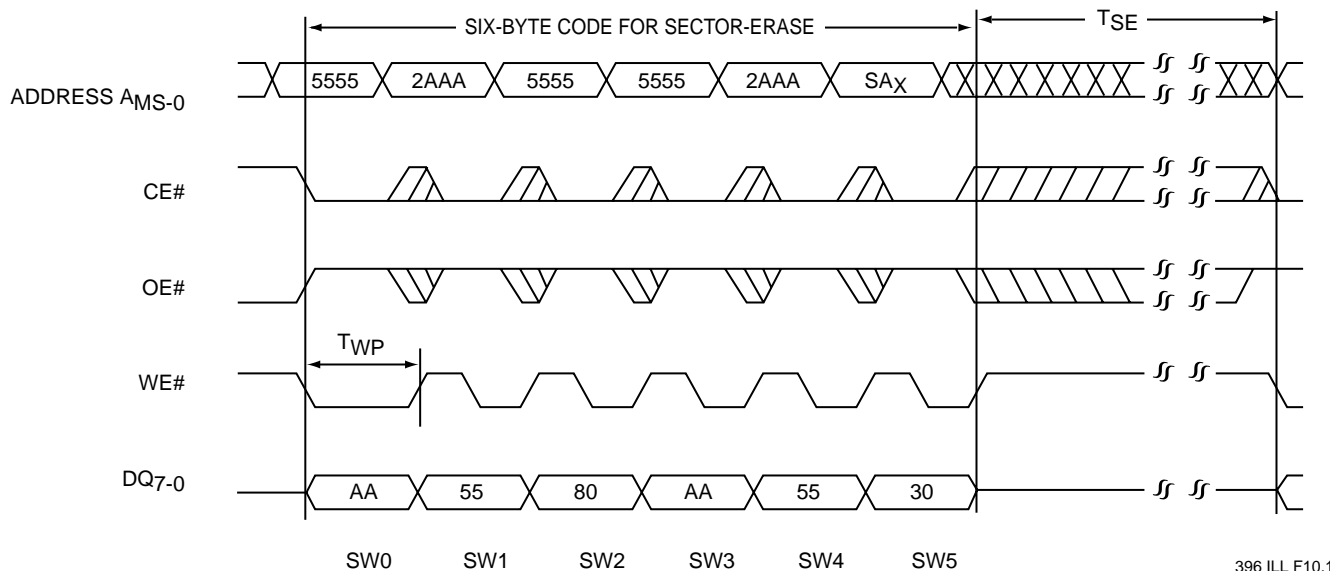 SIX-BYTE CODE FOR SECTOR-ERASE TSE
ADDRESS AMS-0 5555 2AAA 5555 5555 2AAA SAX
CE#
OE#
TWP
WE#
DQ7-0 AA 55 80 AA 55 30
SW0 SW1 SW2 SW3 SW4 SW5
396 ILL F10.1